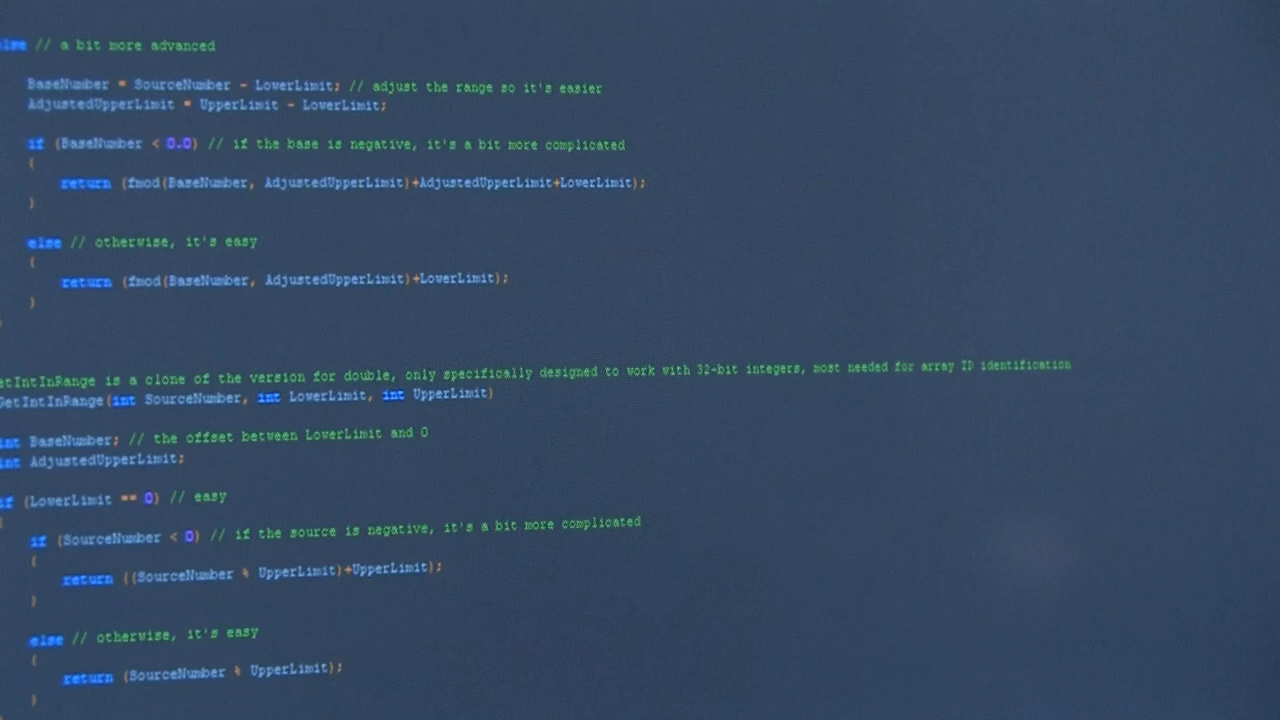 else // a bit more advanced
BaseNumber = SourceNumber - LowerLimit; // adjust the range so it's easier
AdjustedUpperLimit = UpperLimit - LowerLimit;
if (BaseNumber < 0.0) // if the base is negative, it's a bit more complicated
{
return (fmod(BaseNumber, AdjustedUpperLimit)+AdjustedUpperLimit+LowerLimit);
}
else // otherwise, it's easy
{
return (fmod(BaseNumber, AdjustedUpperLimit)+LowerLimit);
}
}
etIntInRange is a clone of the version for double, only specifically designed to work with 32-bit integers, most needed for array ID identification
GetIntInRange(int SourceNumber, int LowerLimit, int UpperLimit)
int BaseNumber; // the offset between LowerLimit and 0
int AdjustedUpperLimit;
if (LowerLimit == 0) // easy
{
if (SourceNumber < 0) // if the source is negative, it's a bit more complicated
{
return ((SourceNumber % UpperLimit)+UpperLimit);
}
else // otherwise, it's easy
{
return (SourceNumber % UpperLimit);
}